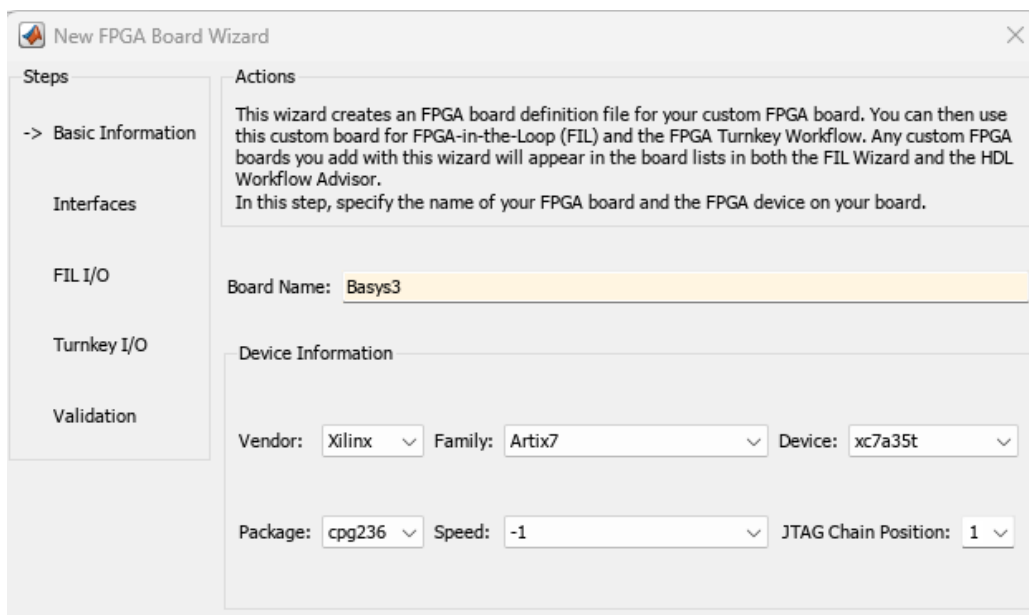 New FPGA Board Wizard
Steps
-> Basic Information
Interfaces
FIL I/O
Turnkey I/O
Validation
Actions
This wizard creates an FPGA board definition file for your custom FPGA board. You can then use
this custom board for FPGA-in-the-Loop (FIL) and the FPGA Turnkey Workflow. Any custom FPGA
boards you add with this wizard will appear in the board lists in both the FIL Wizard and the HDL
Workflow Advisor.
In this step, specify the name of your FPGA board and the FPGA device on your board.
Board Name: Basys3
Device Information
Vendor: Xilinx Family: Artix7 Device: xc7a35t
Package: cpg236 Speed: -1 JTAG Chain Position: 1